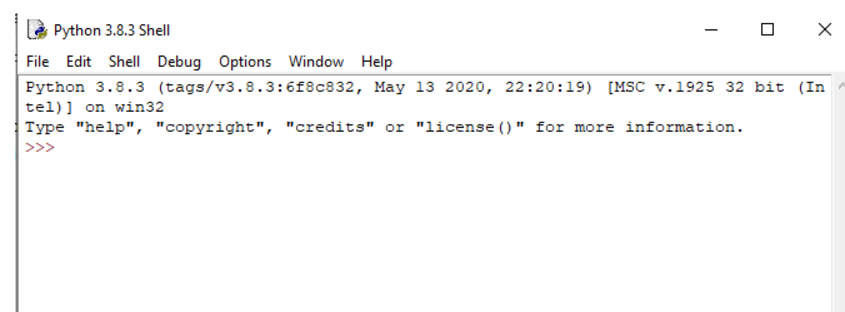 Python 3.8.3 Shell
File Edit Shell Debug Options Window Help
Python 3.8.3 (tags/v3.8.3:6f8c832, May 13 2020, 22:20:19) [MSC v.1925 32 bit (In
tel)] on win32
Type "help", "copyright", "credits" or "license()" for more information.
>>>